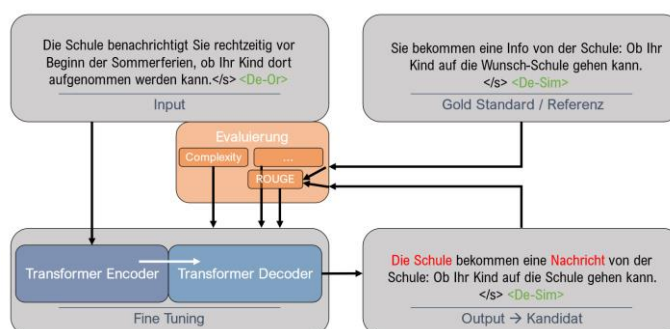 Die Schule benachrichtigt Sie rechtzeitig vor
Beginn der Sommerferien, ob Ihr Kind dort
aufgenommen werden kann.</s> <De-Or>
Input
Sie bekommen eine Info von der Schule: Ob Ihr
Kind auf die Wunsch-Schule gehen kann.
</s> <De-Sim>
Gold Standard / Referenz
Evaluierung
Complexity
...
ROUGE
Transformer Encoder
Transformer Decoder
Fine Tuning
Die Schule bekommen eine Nachricht von der
Schule: Ob Ihr Kind auf die Schule gehen kann.
</s> <De-Sim>
Output → Kandidat